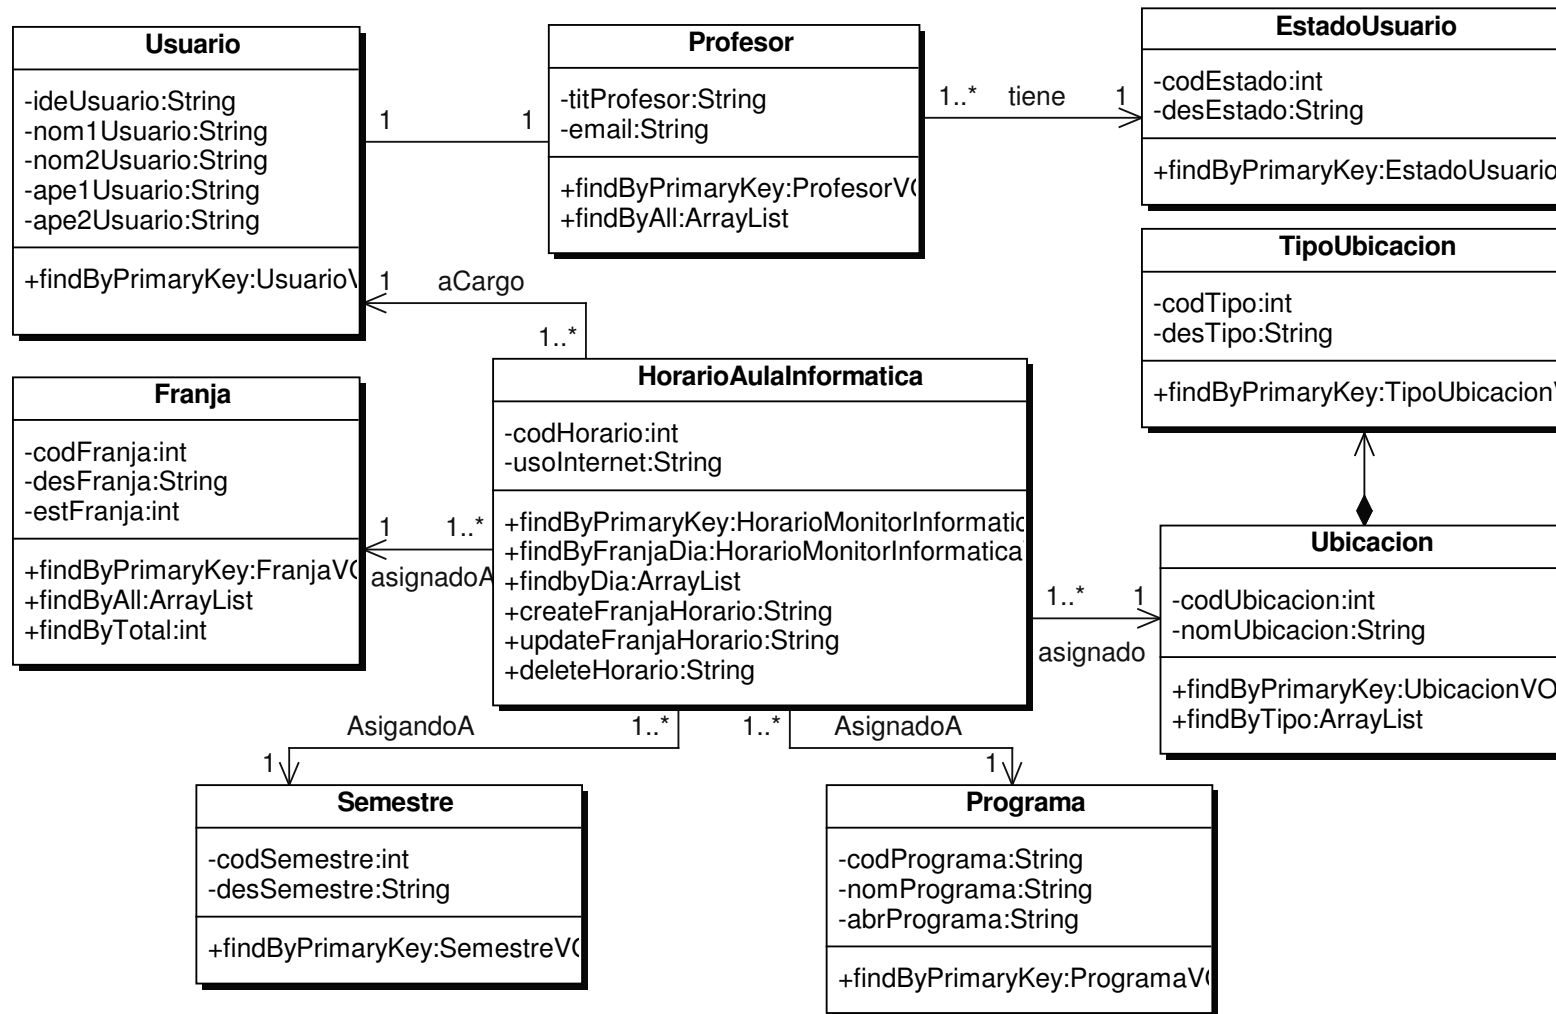 Usuario
-ideUsuario:String
-nom1Usuario:String
-nom2Usuario:String
-ape1Usuario:String
-ape2Usuario:String
+findByPrimaryKey:UsuarioV
1
1
Profesor
-titProfesor:String
-email:String
+findByPrimaryKey:ProfesorVO
+findByAll:ArrayList
1..* tiene 1
EstadoUsuario
-codEstado:int
-desEstado:String
+findByPrimaryKey:EstadoUsuario
TipoUbicacion
-codTipo:int
-desTipo:String
+findByPrimaryKey:TipoUbicacionV
1 aCargo
1..*
Franja
-codFranja:int
-desFranja:String
-estFranja:int
+findByPrimaryKey:FranjaVO
+findByAll:ArrayList
+findByTotal:int
1 1..*
asignadoA
HorarioAulaInformatica
-codHorario:int
-usoInternet:String
+findByPrimaryKey:HorarioMonitorInformatic
+findByFranjaDia:HorarioMonitorInformatica
+findbyDia:ArrayList
+createFranjaHorario:String
+updateFranjaHorario:String
+deleteHorario:String
1..* 1
asignado
Ubicacion
-codUbicacion:int
-nomUbicacion:String
+findByPrimaryKey:UbicacionVO
+findByTipo:ArrayList
AsigandoA 1..*
1
1..* AsignadoA
1
Semestre
-codSemestre:int
-desSemestre:String
+findByPrimaryKey:SemestreVO
Programa
-codPrograma:String
-nomPrograma:String
-abrPrograma:String
+findByPrimaryKey:ProgramaVO